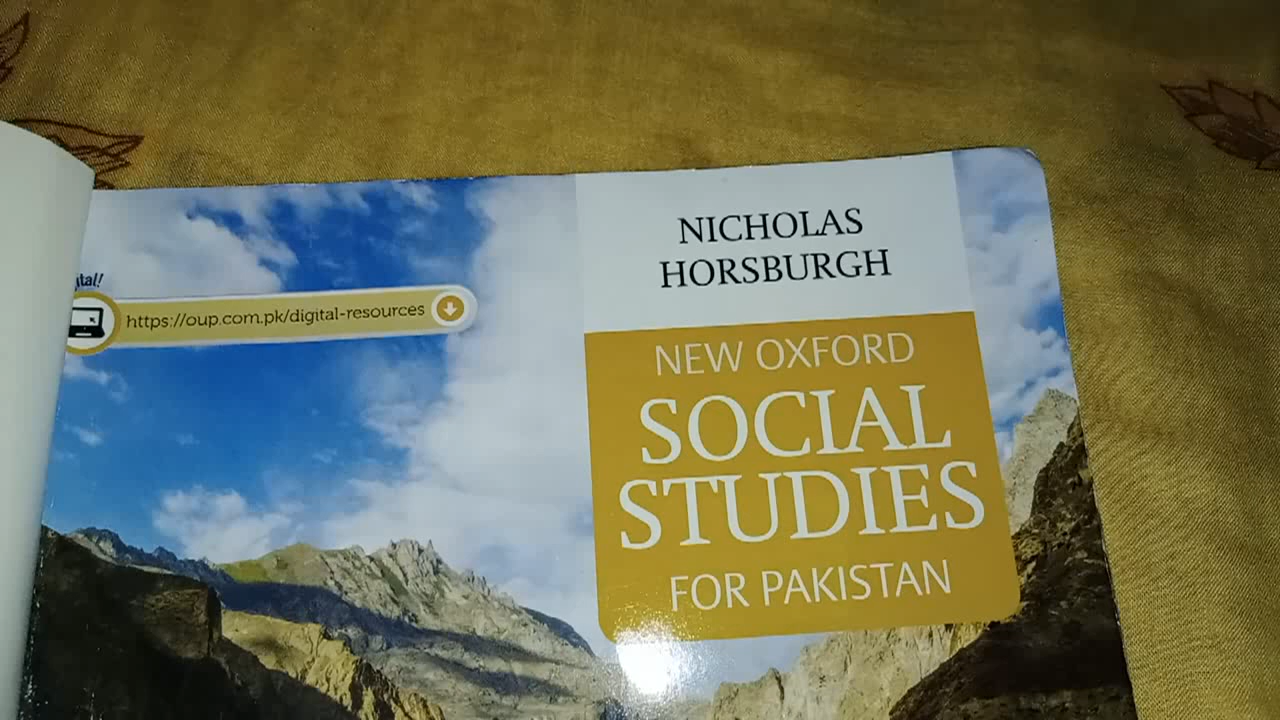 NICHOLAS
HORSBURGH
https://oup.com.pk/digital-resources
NEW OXFORD
SOCIAL
STUDIES
FOR PAKISTAN